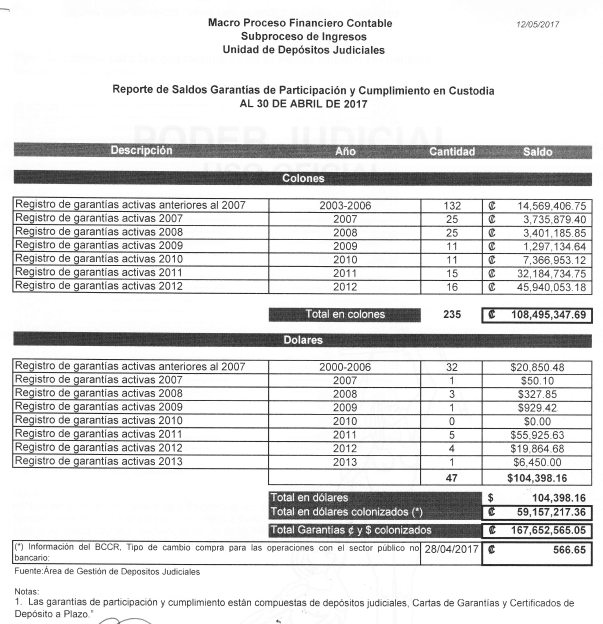 Macro Proceso Financiero Contable 12/05/2017
Subproceso de Ingresos
Unidad de Depósitos Judiciales
Reporte de Saldos Garantías de Participación y Cumplimiento en Custodia
AL 30 DE ABRIL DE 2017
Descripción Año Cantidad Saldo
Colones
Registro de garantías activas anteriores al 2007 2003-2006 132 ₡ 14,569,406.75
Registro de garantías activas 2007 2007 25 ₡ 3,735,879.40
Registro de garantías activas 2008 2008 25 ₡ 3,401,185.85
Registro de garantías activas 2009 2009 11 ₡ 1,297,134.64
Registro de garantías activas 2010 2010 11 ₡ 7,366,953.12
Registro de garantías activas 2011 2011 15 ₡ 32,184,734.75
Registro de garantías activas 2012 2012 16 ₡ 45,940,053.18
Total en colones 235 ₡ 108,495,347.69
Dolares
Registro de garantías activas anteriores al 2007 2000-2006 32 $20,850.48
Registro de garantías activas 2007 2007 1 $50.10
Registro de garantías activas 2008 2008 3 $327.85
Registro de garantías activas 2009 2009 1 $929.42
Registro de garantías activas 2010 2010 0 $0.00
Registro de garantías activas 2011 2011 5 $55,925.63
Registro de garantías activas 2012 2012 4 $19,864.68
Registro de garantías activas 2013 2013 1 $6,450.00
47 $104,398.16
Total en dólares $ 104,398.16
Total en dólares colonizados (*) ₡ 59,157,217.36
Total Garantías ¢ y $ colonizados ₡ 167,652,565.05
(*) Información del BCCR, Tipo de cambio compra para las operaciones con el sector público no 28/04/2017 ₡ 566.65
bancario:
Fuente:Área de Gestión de Depositos Judiciales
Notas:
1. Las garantías de participación y cumplimiento están compuestas de depósitos judiciales, Cartas de Garantías y Certificados de
Depósito a Plazo."